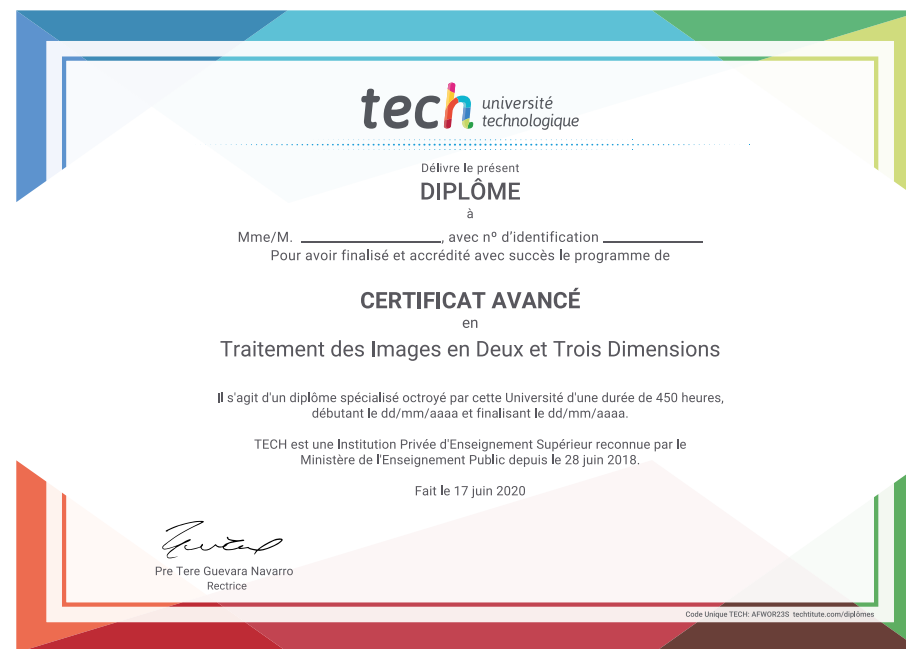 tech université
technologique
Délivre le présent
DIPLÔME
à
Mme/M. ____________________, avec nº d'identification ______________
Pour avoir finalisé et accrédité avec succès le programme de
CERTIFICAT AVANCÉ
en
Traitement des Images en Deux et Trois Dimensions
Il s'agit d'un diplôme spécialisé octroyé par cette Université d'une durée de 450 heures,
débutant le dd/mm/aaaa et finalisant le dd/mm/aaaa.
TECH est une Institution Privée d'Enseignement Supérieur reconnue par le
Ministère de l'Enseignement Public depuis le 28 juin 2018.
Fait le 17 juin 2020
Pre Tere Guevara Navarro
Rectrice
Code Unique TECH: AFWOR23S techtitute.com/diplômes